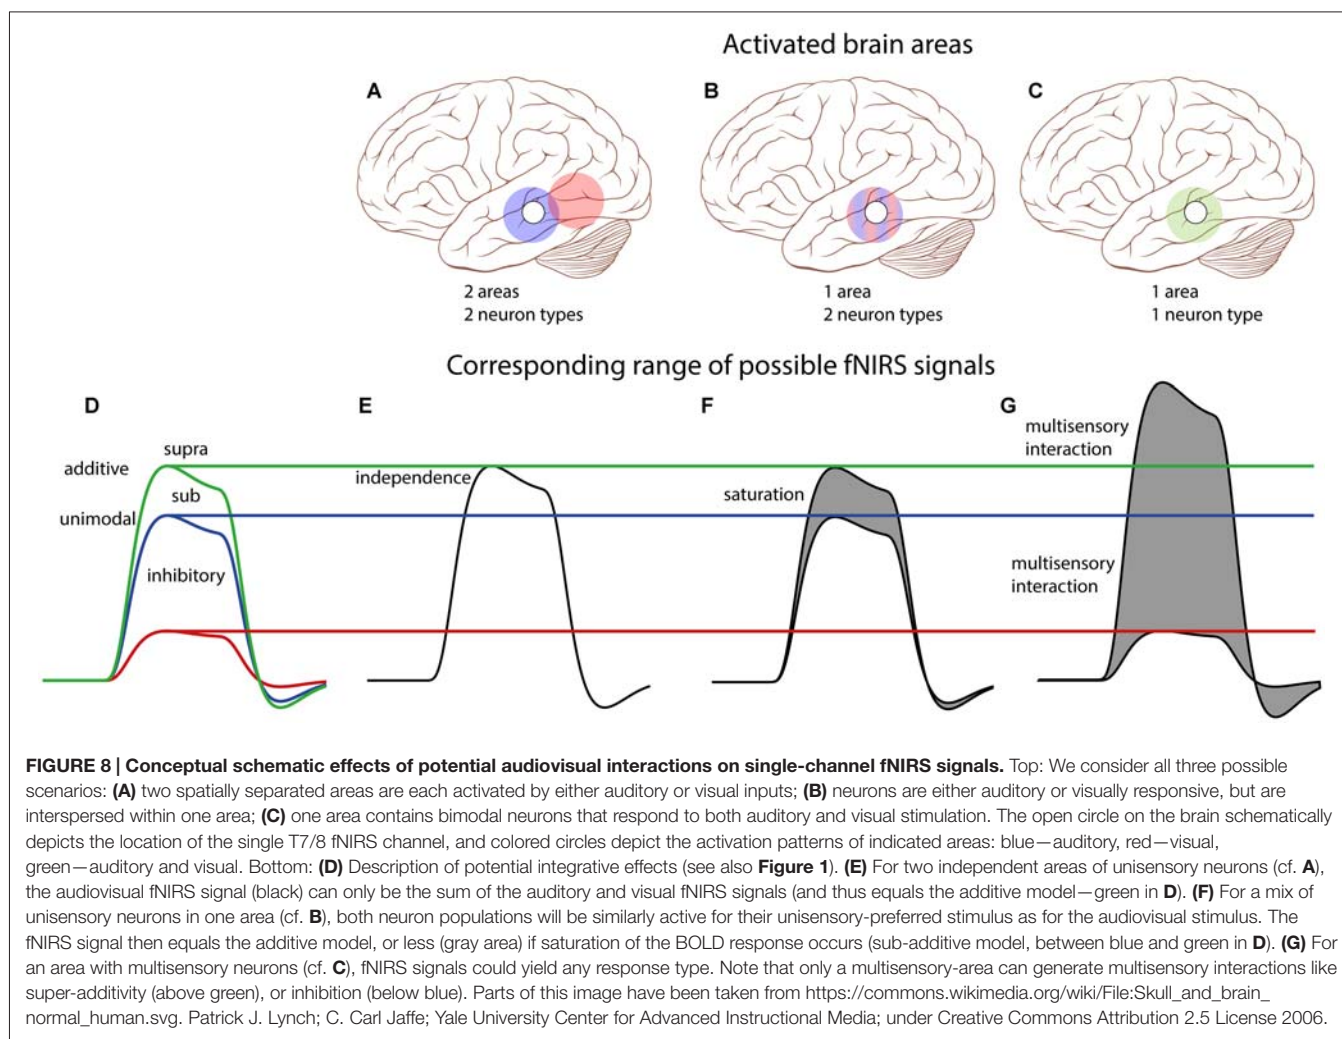 Activated brain areas
A
B
C
2 areas
2 neuron types
1 area
2 neuron types
1 area
1 neuron type
Corresponding range of possible fNIRS signals
D
E
F
G
supra
additive
sub
unimodal
inhibitory
independence
saturation
multisensory
interaction
multisensory
interaction
FIGURE 8 | Conceptual schematic effects of potential audiovisual interactions on single-channel fNIRS signals. Top: We consider all three possible
scenarios: (A) two spatially separated areas are each activated by either auditory or visual inputs; (B) neurons are either auditory or visually responsive, but are
interspersed within one area; (C) one area contains bimodal neurons that respond to both auditory and visual stimulation. The open circle on the brain schematically
depicts the location of the single T7/8 fNIRS channel, and colored circles depict the activation patterns of indicated areas: blue—auditory, red—visual,
green—auditory and visual. Bottom: (D) Description of potential integrative effects (see also Figure 1). (E) For two independent areas of unisensory neurons (cf. A),
the audiovisual fNIRS signal (black) can only be the sum of the auditory and visual fNIRS signals (and thus equals the additive model—green in D). (F) For a mix of
unisensory neurons in one area (cf. B), both neuron populations will be similarly active for their unisensory-preferred stimulus as for the audiovisual stimulus. The
fNIRS signal then equals the additive model, or less (gray area) if saturation of the BOLD response occurs (sub-additive model, between blue and green in D). (G) For
an area with multisensory neurons (cf. C), fNIRS signals could yield any response type. Note that only a multisensory-area can generate multisensory interactions like
super-additivity (above green), or inhibition (below blue). Parts of this image have been taken from https://commons.wikimedia.org/wiki/File:Skull_and_brain_
normal_human.svg. Patrick J. Lynch; C. Carl Jaffe; Yale University Center for Advanced Instructional Media; under Creative Commons Attribution 2.5 License 2006.